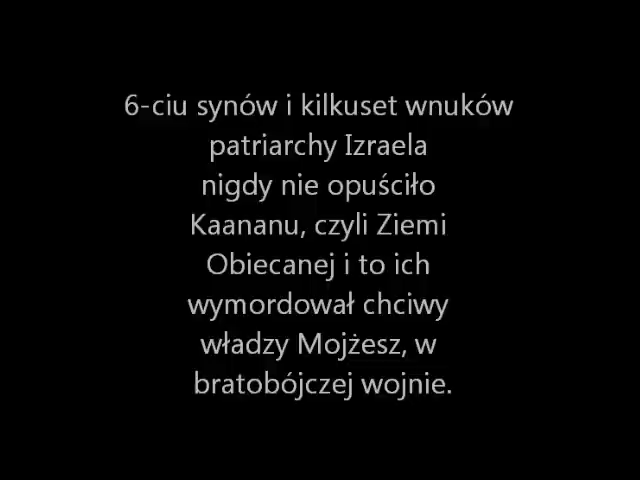 6-ciu synów i kilkuset wnuków
patriarchy Izraela
nigdy nie opuściło
Kaananu, czyli Ziemi
Obiecanej i to ich
wymordował chciwy
władzy Mojżesz, w
bratobójczej wojnie.